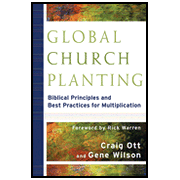 GLOBAL
CHURCH
PLANTING
Biblical Principles and
Best Practices for Multiplication
Foreword by Rick Warren
Craig Ott
and Gene Wilson